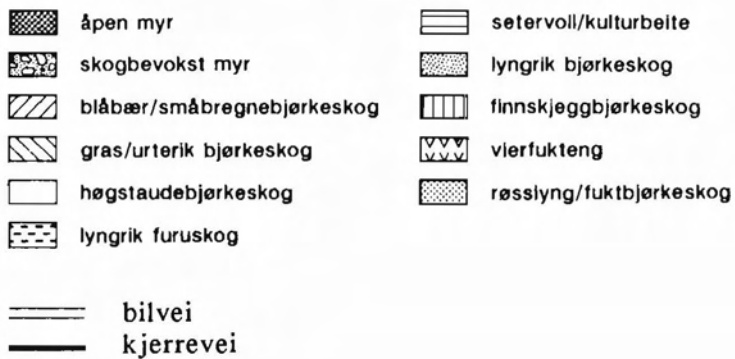 åpen myr
skogbevokst myr
blåbær/småbregnebjørkeskog
gras/urterik bjørkeskog
høgstaudebjørkeskog
lyngrik furuskog
setervoll/kulturbeite
lyngrik bjørkeskog
finnskjeggbjørkeskog
vierfukteng
røsslyng/fuktbjørkeskog
bilvei
kjerrevei